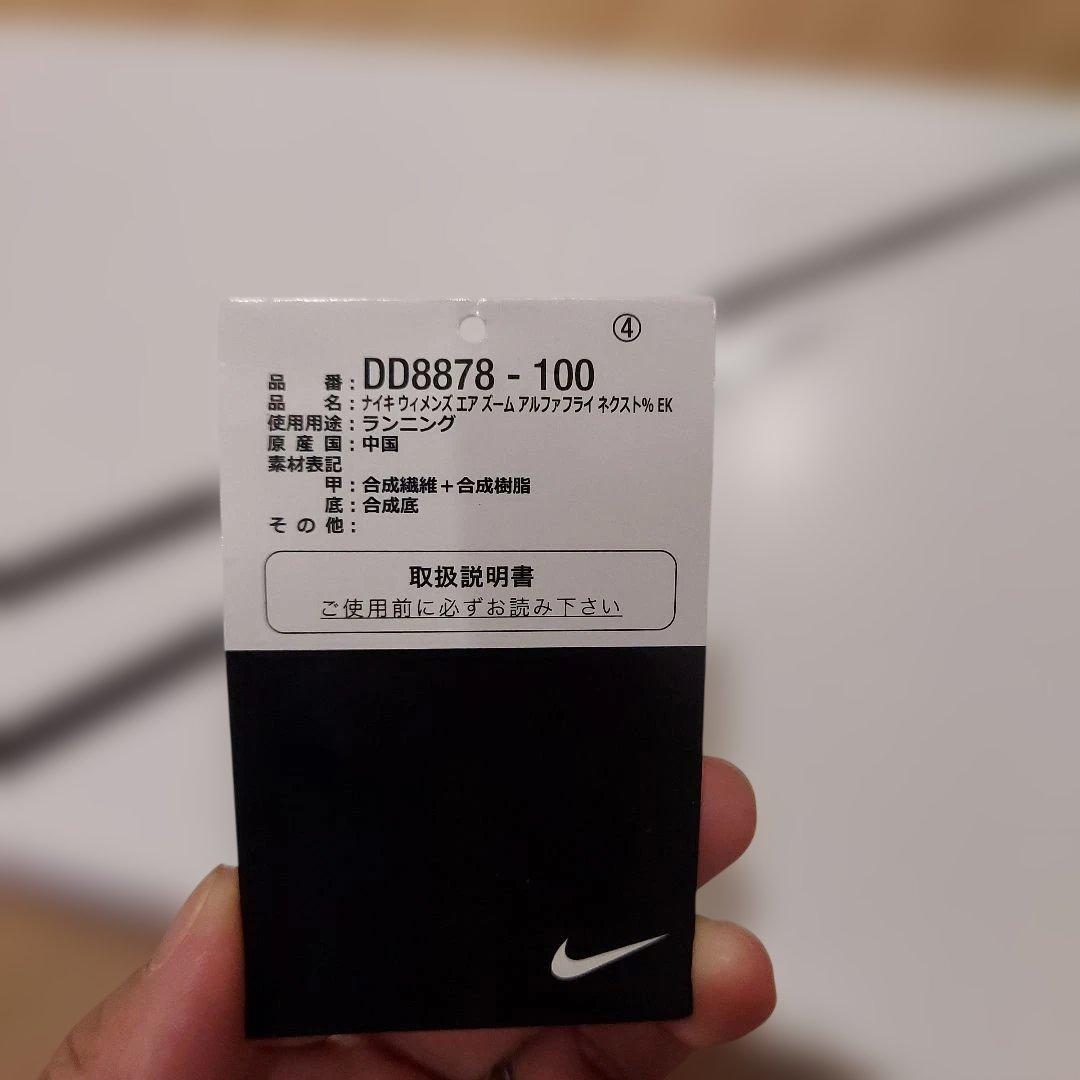 ④
品番：DD8878 - 100
品名：ナイキ ウィメンズ エア ズーム アルファフライ ネクスト% EK
使用用途：ランニング
原産国：中国
素材表記
甲：合成繊維＋合成樹脂
底：合成底
その他：
取扱説明書
ご使用前に必ずお読み下さい